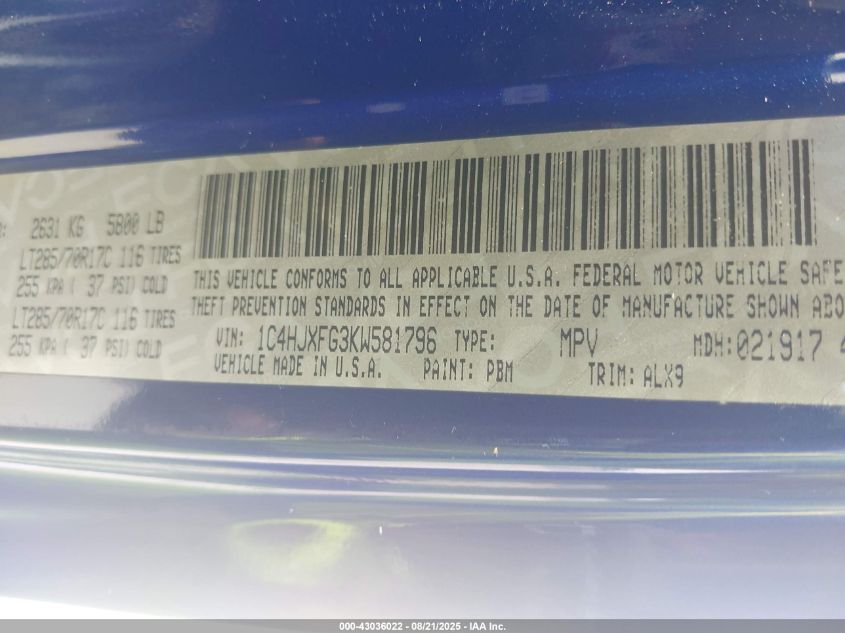 2631 KG 5800 LB
LT285/70R17C 116 TIRES
255 KPA ( 37 PSI) COLD
LT285/70R17C 116 TIRES
255 KPA ( 37 PSI) COLD
THIS VEHICLE CONFORMS TO ALL APPLICABLE U.S.A. FEDERAL MOTOR VEHICLE SAFE
THEFT PREVENTION STANDARDS IN EFFECT ON THE DATE OF MANUFACTURE SHOWN ABO
VIN: 1C4HJXFG3KW581796 TYPE: MPV MDH:021917 4
VEHICLE MADE IN U.S.A. PAINT: PBM TRIM: ALX9
000-43036022 - 08/21/2025 - IAA Inc.